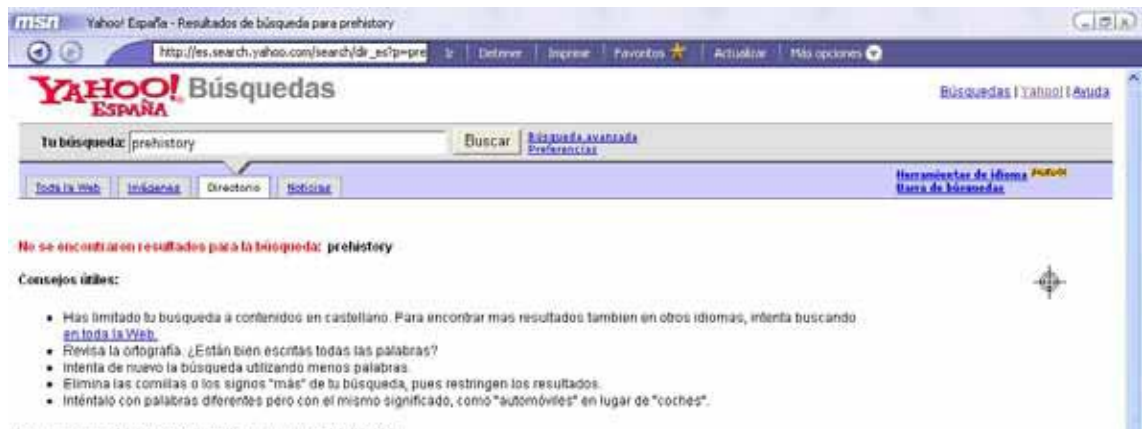 msn Yahoo! España - Resultados de búsqueda para prehistory
http://es.search.yahoo.com/search/dir_es?p=pre Ir Detener Imprimir Favoritos Actualizar Más opciones
YAHOO! ESPAÑA Búsquedas
Búsquedas | Yahoo! | Ayuda
Tu búsqueda: prehistory Buscar Búsqueda avanzada
Preferencias
Toda la Web Imágenes Directorio Noticias
Herramientas de idioma
Barra de búsquedas
No se encontraron resultados para la búsqueda: prehistory
Consejos útiles:
• Has limitado tu busqueda a contenidos en castellano. Para encontrar mas resultados tambien en otros idiomas, intenta buscando
en toda la Web.
• Revisa la ortografía. ¿Están bien escritas todas las palabras?
• Intenta de nuevo la búsqueda utilizando menos palabras.
• Elimina las comillas o los signos "más" de tu búsqueda, pues restringen los resultados.
• Inténtalo con palabras diferentes pero con el mismo significado, como "automóviles" en lugar de "coches".